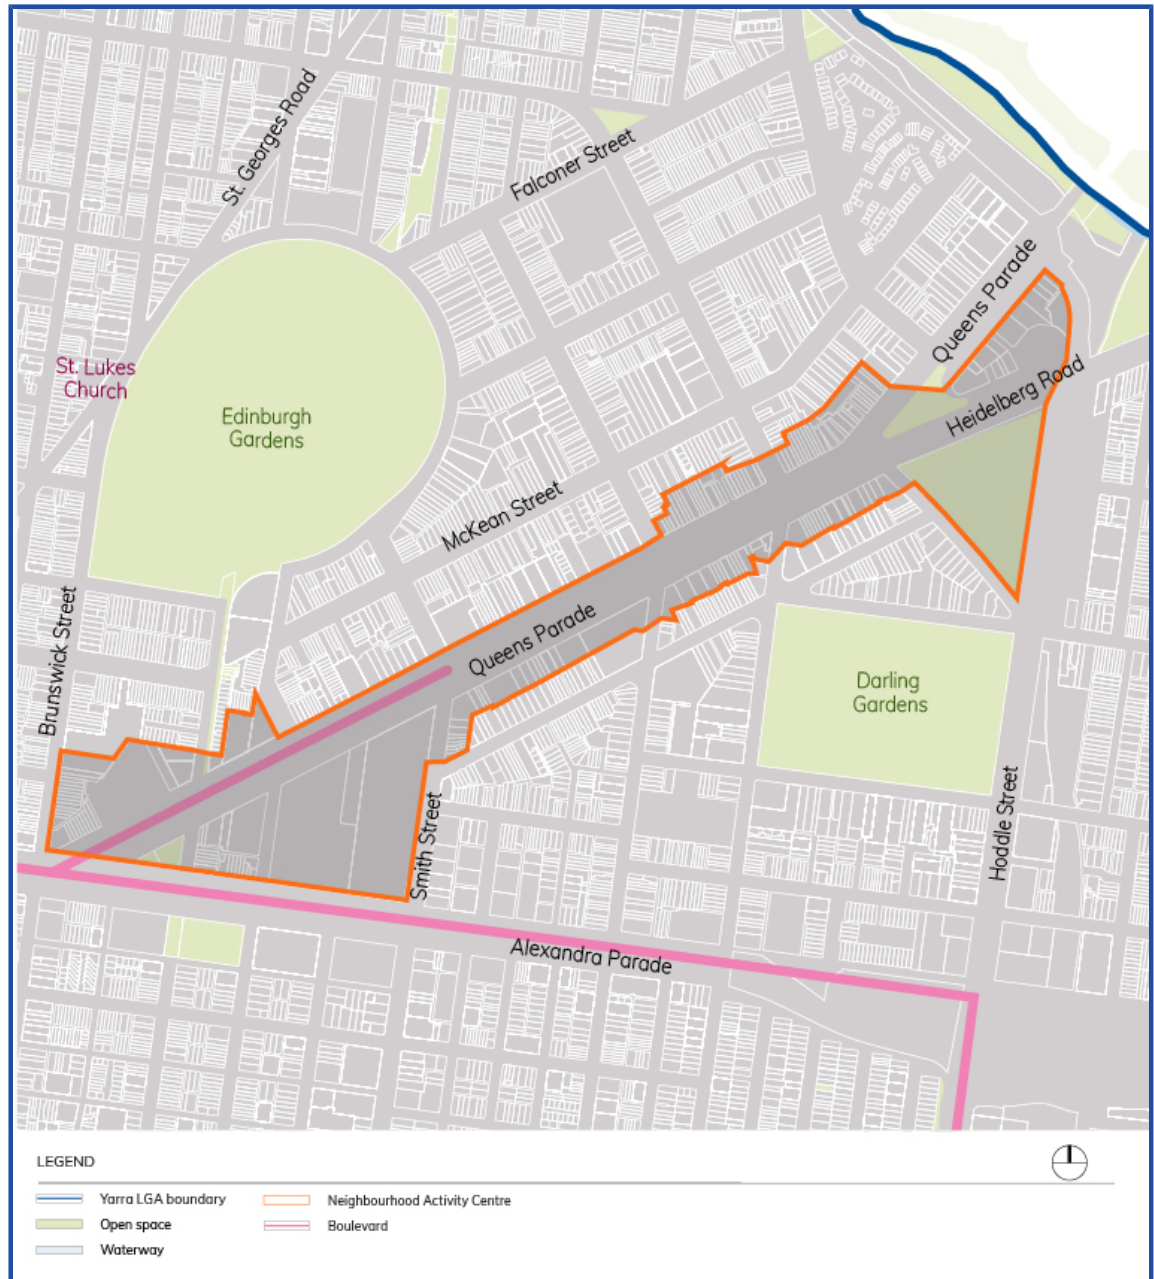 St. Georges Road
Falconer Street
Queens Parade
St. Lukes
Church
Edinburgh
Gardens
Heidelberg Road
McKean Street
Brunswick Street
Queens Parade
Darling
Gardens
Smith Street
Hoddle Street
Alexandra Parade
LEGEND
Yarra LGA boundary
Neighbourhood Activity Centre
Open space
Boulevard
Waterway